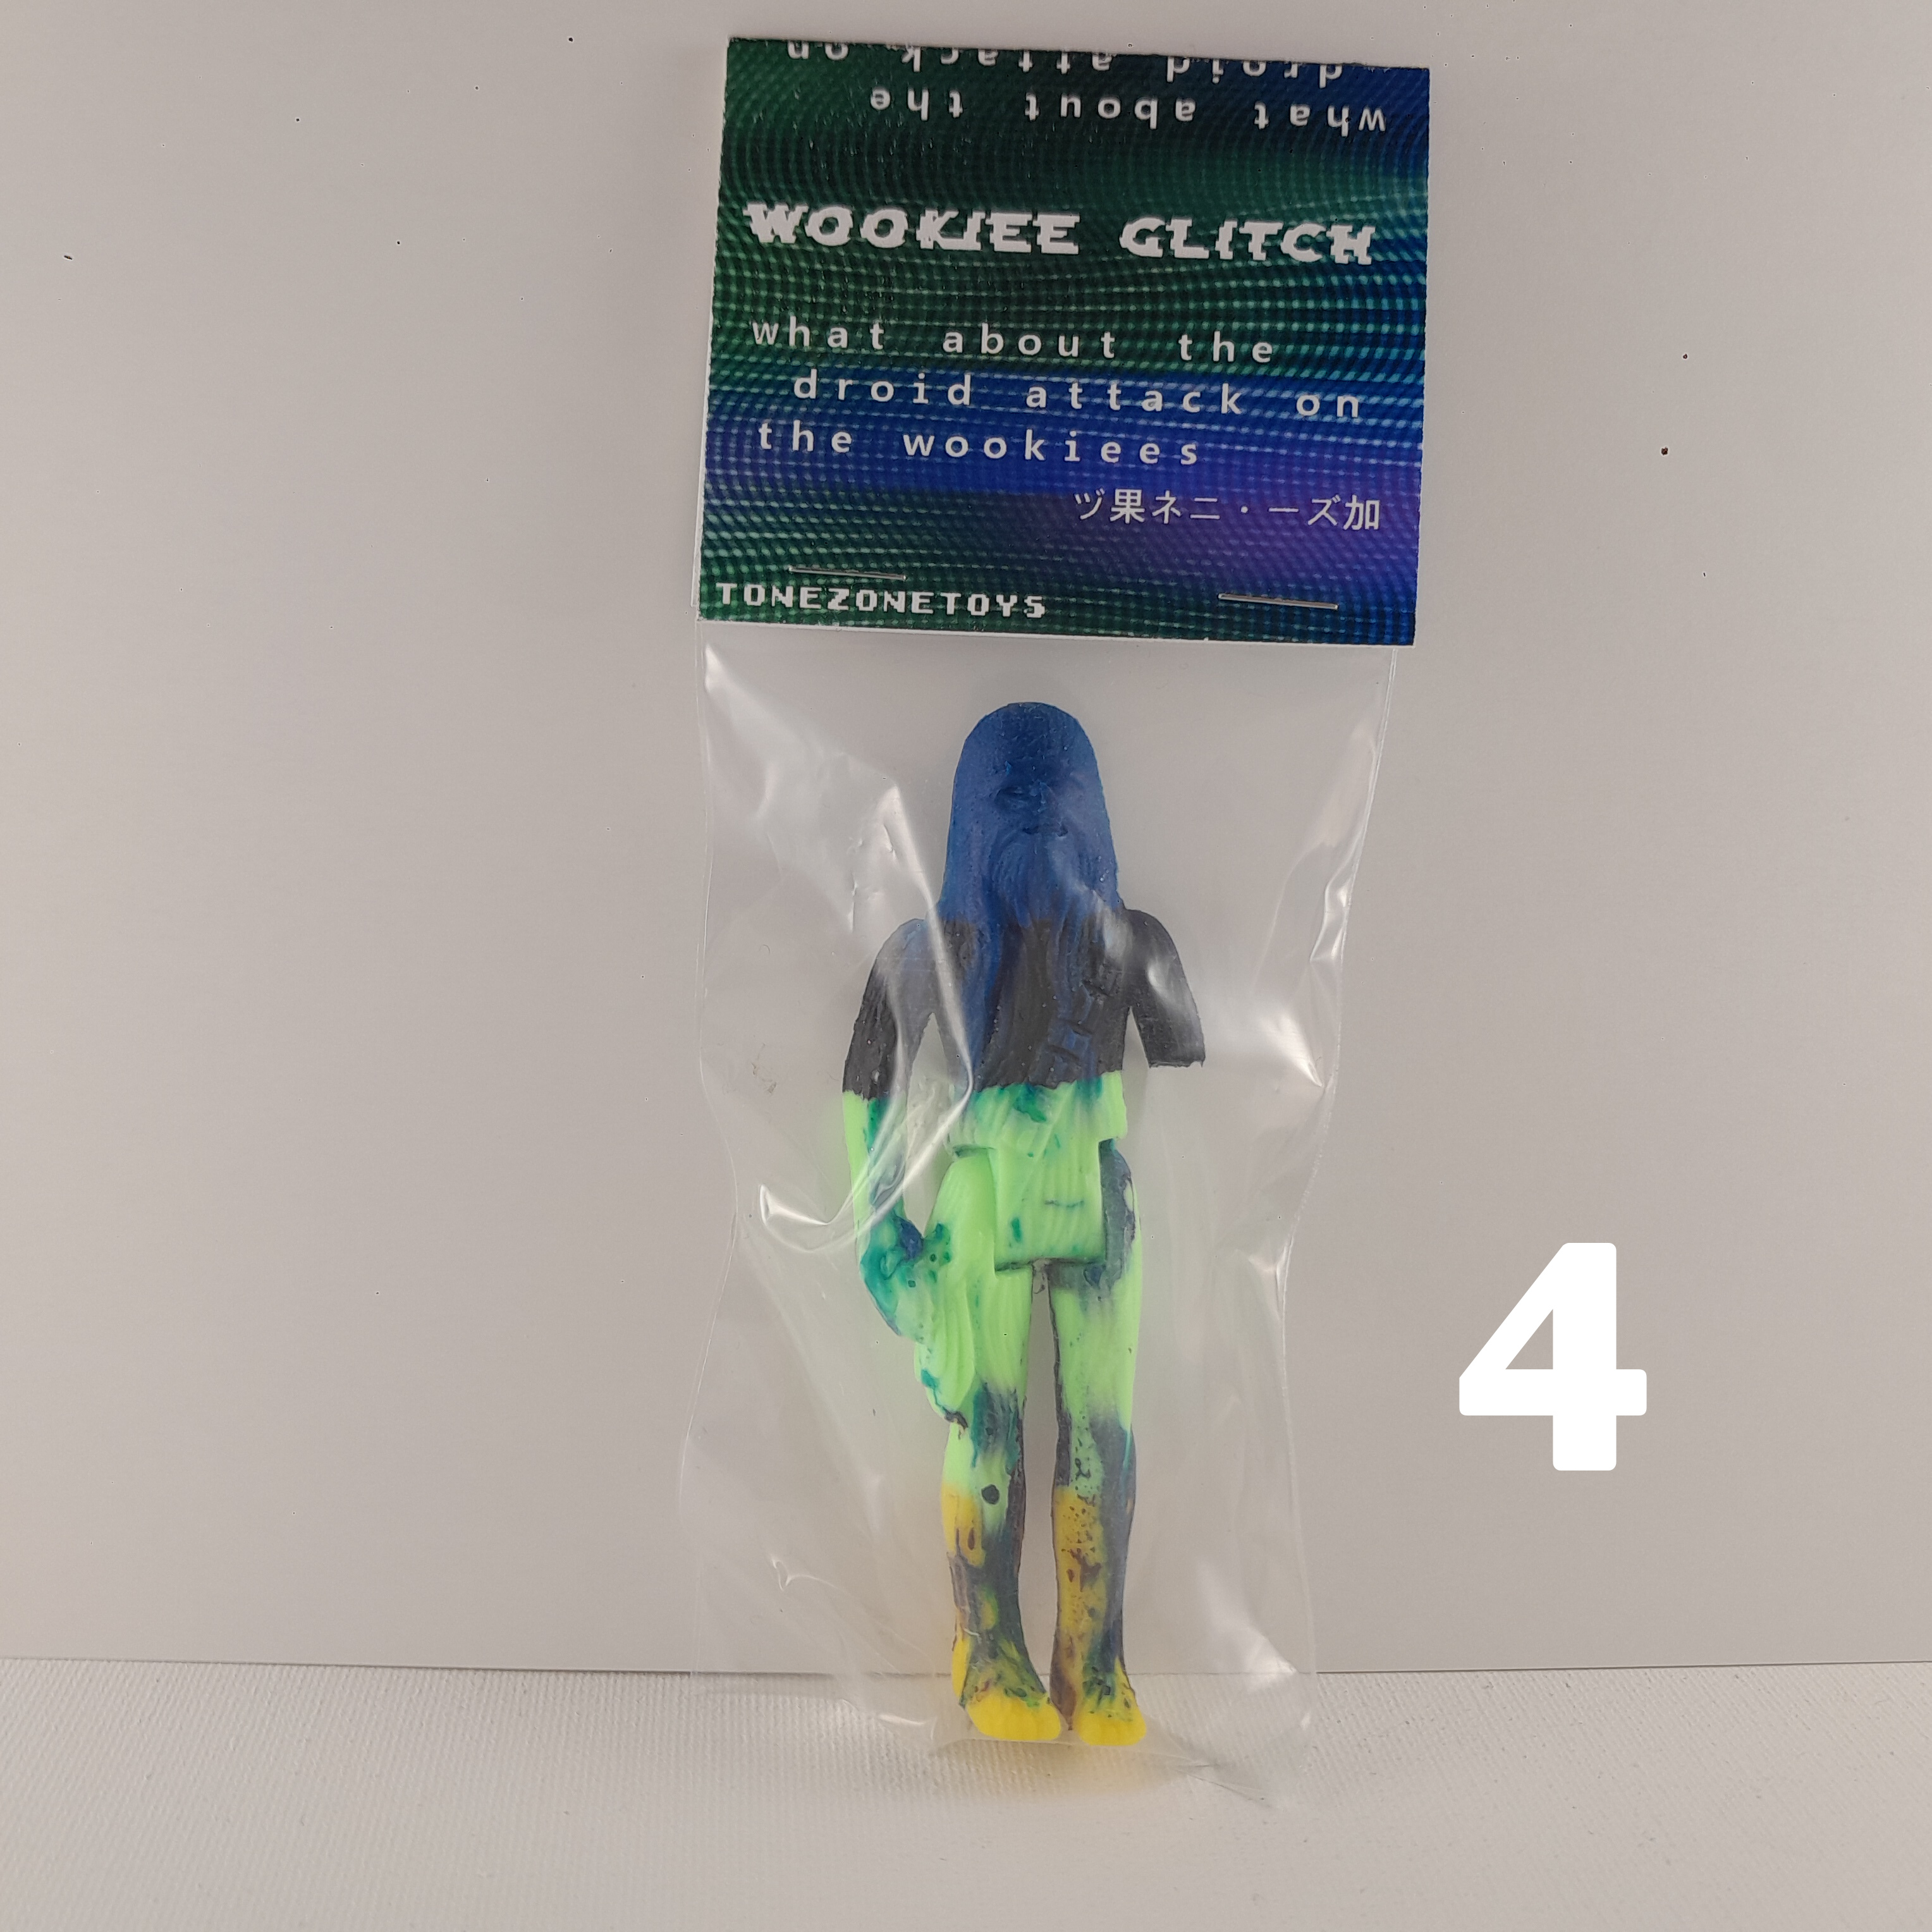 droid attack on
what about the
WOOKIEE GLITCH
what about the
droid attack on
the wookiees
ヅ果ネニ・ーズ加
TONEZONETOYS
4